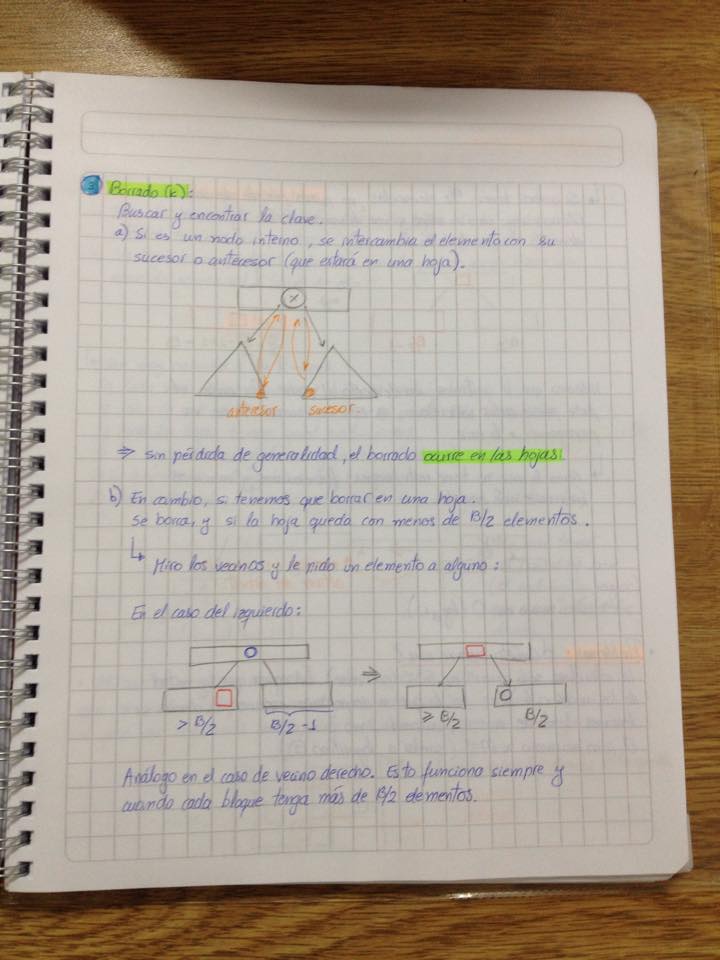 3 Borrado (k):
Buscar y encontrar la clave.
a) Si es un nodo interno, se intercambia el elemento con su
sucesor o antecesor (que estará en una hoja).
x
antecesor sucesor.
⇒ Sin pérdida de generalidad, el borrado ocurre en las hojas
b) En cambio, si tenemos que borrar en una hoja.
Se borra, y si la hoja queda con menos de B/2 elementos.
↳ Miro los vecinos y le pido un elemento a alguno:
En el caso del izquierdo:
⇒
> B/2 B/2 -1 ≥ B/2 B/2
Análogo en el caso de vecino derecho. Esto funciona siempre y
cuando cada bloque tenga más de B/2 elementos.